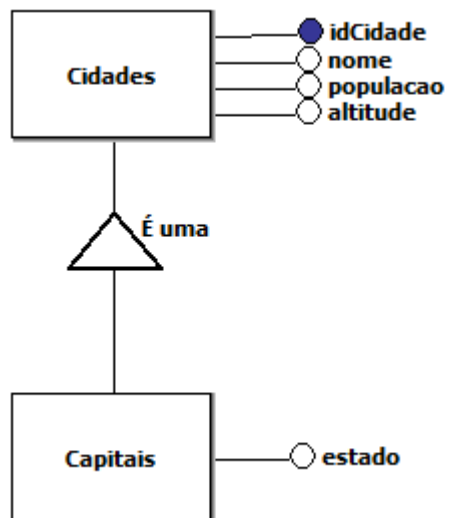 Cidades
idCidade
nome
populacao
altitude
É uma
Capitais
estado